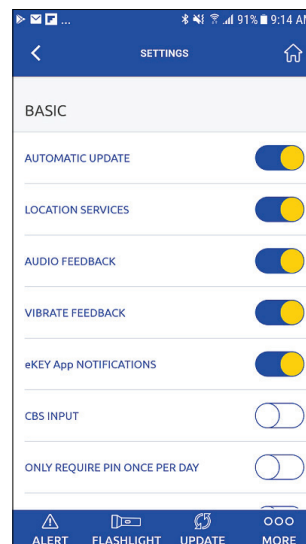 ... 91% 9:14 AM
SETTINGS
BASIC
AUTOMATIC UPDATE
LOCATION SERVICES
AUDIO FEEDBACK
VIBRATE FEEDBACK
eKEY App NOTIFICATIONS
CBS INPUT
ONLY REQUIRE PIN ONCE PER DAY
ALERT FLASHLIGHT UPDATE MORE